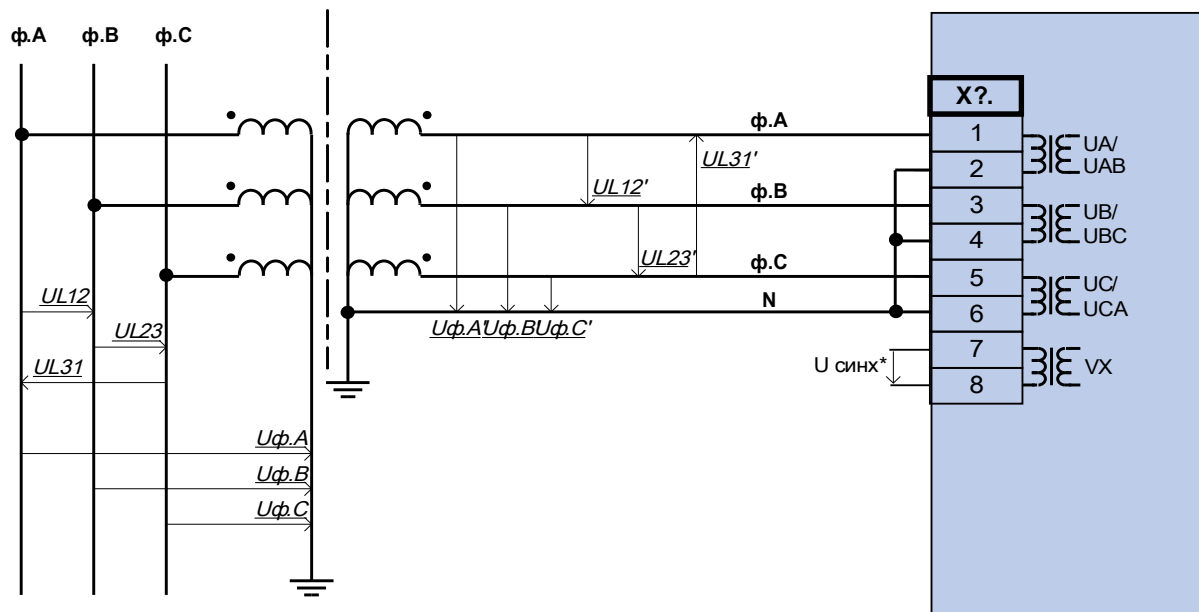 ф.A ф.B ф.C
X?.
1
ф.A
UA/
UAB
2
UL31'
UL12'
ф.B
3
UB/
UBC
4
UL23'
ф.C
5
UC/
UCA
N
6
UL12
Uф.A' Uф.B' Uф.C'
UL23
7
U синх*
VX
UL31
8
Uф.A
Uф.B
Uф.C